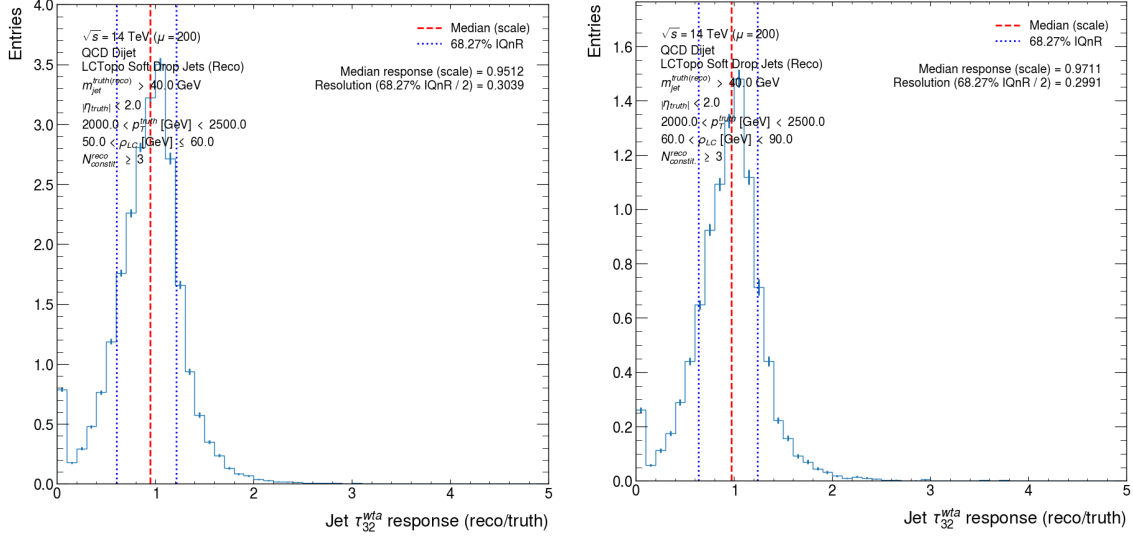 Entries
4.0
3.5
3.0
2.5
2.0
1.5
1.0
0.5
0.0
√s = 14 TeV (μ = 200)
QCD Dijet
LCTopo Soft Drop Jets (Reco)
m_jet^truth(reco) > 40.0 GeV
|η_truth| < 2.0
2000.0 < p_T^truth [GeV] < 2500.0
50.0 < ρ_LC [GeV] ≤ 60.0
N_constit.^reco ≥ 3
Median (scale)
68.27% IQnR
Median response (scale) = 0.9512
Resolution (68.27% IQnR / 2) = 0.3039
0 1 2 3 4 5
Jet τ_32^wta response (reco/truth)
Entries
1.6
1.4
1.2
1.0
0.8
0.6
0.4
0.2
0.0
√s = 14 TeV (μ = 200)
QCD Dijet
LCTopo Soft Drop Jets (Reco)
m_jet^truth(reco) > 40.0 GeV
|η_truth| < 2.0
2000.0 < p_T^truth [GeV] < 2500.0
60.0 < ρ_LC [GeV] < 90.0
N_constit.^reco ≥ 3
Median (scale)
68.27% IQnR
Median response (scale) = 0.9711
Resolution (68.27% IQnR / 2) = 0.2991
0 1 2 3 4 5
Jet τ_32^wta response (reco/truth)